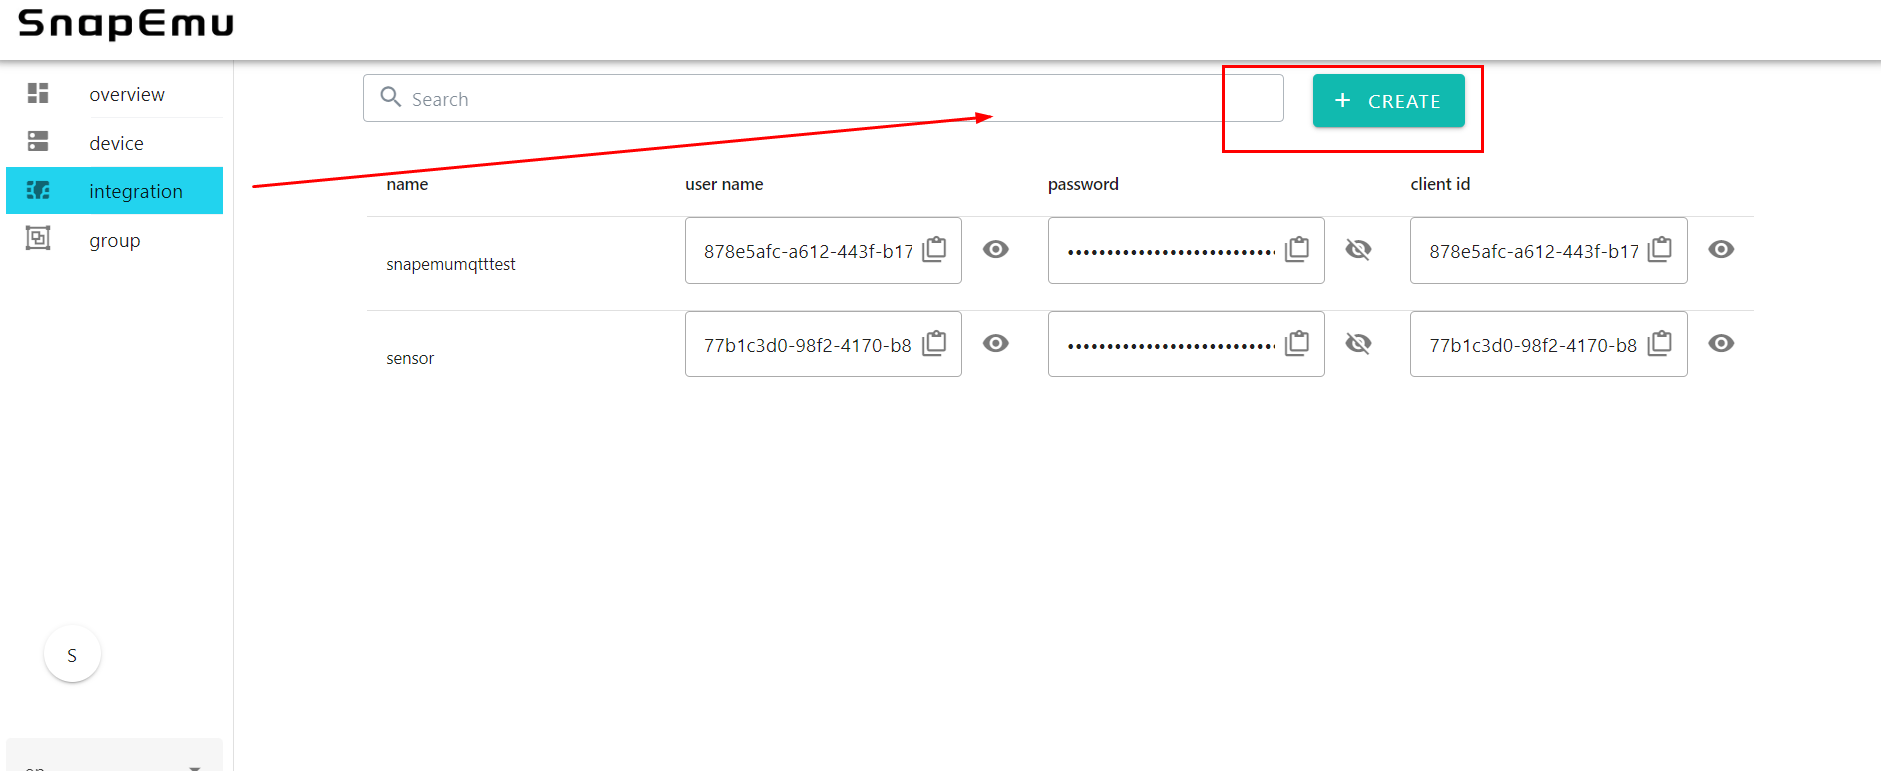 SnapEmu
overview
device
integration
group
Search
+ CREATE
name user name password client id
snapemumqtttest 878e5afc-a612-443f-b17 •••••••••••••••••••••••••• 878e5afc-a612-443f-b17
sensor 77b1c3d0-98f2-4170-b8 •••••••••••••••••••••••••• 77b1c3d0-98f2-4170-b8
S